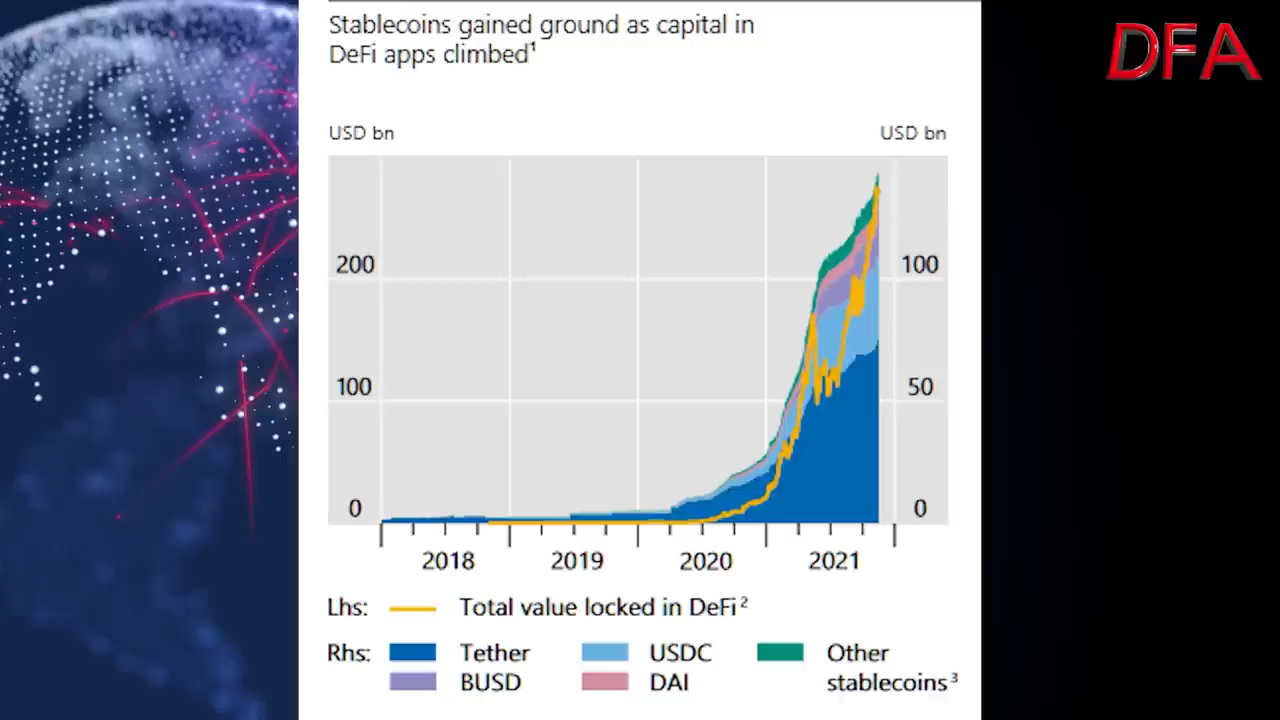 Stablecoins gained ground as capital in
DeFi apps climbed¹
DFA
USD bn
USD bn
200
100
100
50
0
0
2018
2019
2020
2021
Lhs:
Total value locked in DeFi²
Rhs:
Tether
USDC
Other
BUSD
DAI
stablecoins³